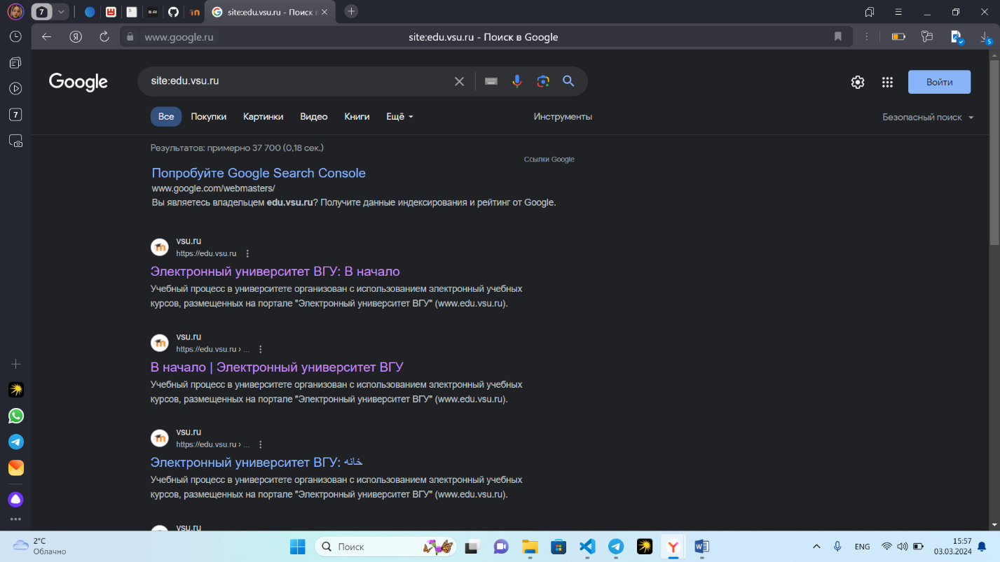 7
site:edu.vsu.ru - Поиск
www.google.ru
site:edu.vsu.ru - Поиск в Google
5
7
Google
site:edu.vsu.ru
Войти
Все Покупки Картинки Видео Книги Ещё Инструменты Безопасный поиск
Результатов: примерно 37 700 (0,18 сек.)
Ссылки Google
Попробуйте Google Search Console
www.google.com/webmasters/
Вы являетесь владельцем edu.vsu.ru? Получите данные индексирования и рейтинг от Google.
vsu.ru
https://edu.vsu.ru
Электронный университет ВГУ: В начало
Учебный процесс в университете организован с использованием электронный учебных
курсов, размещенных на портале "Электронный университет ВГУ" (www.edu.vsu.ru).
vsu.ru
https://edu.vsu.ru › ...
В начало | Электронный университет ВГУ
Учебный процесс в университете организован с использованием электронный учебных
курсов, размещенных на портале "Электронный университет ВГУ" (www.edu.vsu.ru).
vsu.ru
https://edu.vsu.ru › ...
Электронный университет ВГУ: خانه
Учебный процесс в университете организован с использованием электронный учебных
курсов, размещенных на портале "Электронный университет ВГУ" (www.edu.vsu.ru).
vsu.ru
2°C
Облачно
Поиск
ENG
15:57
03.03.2024